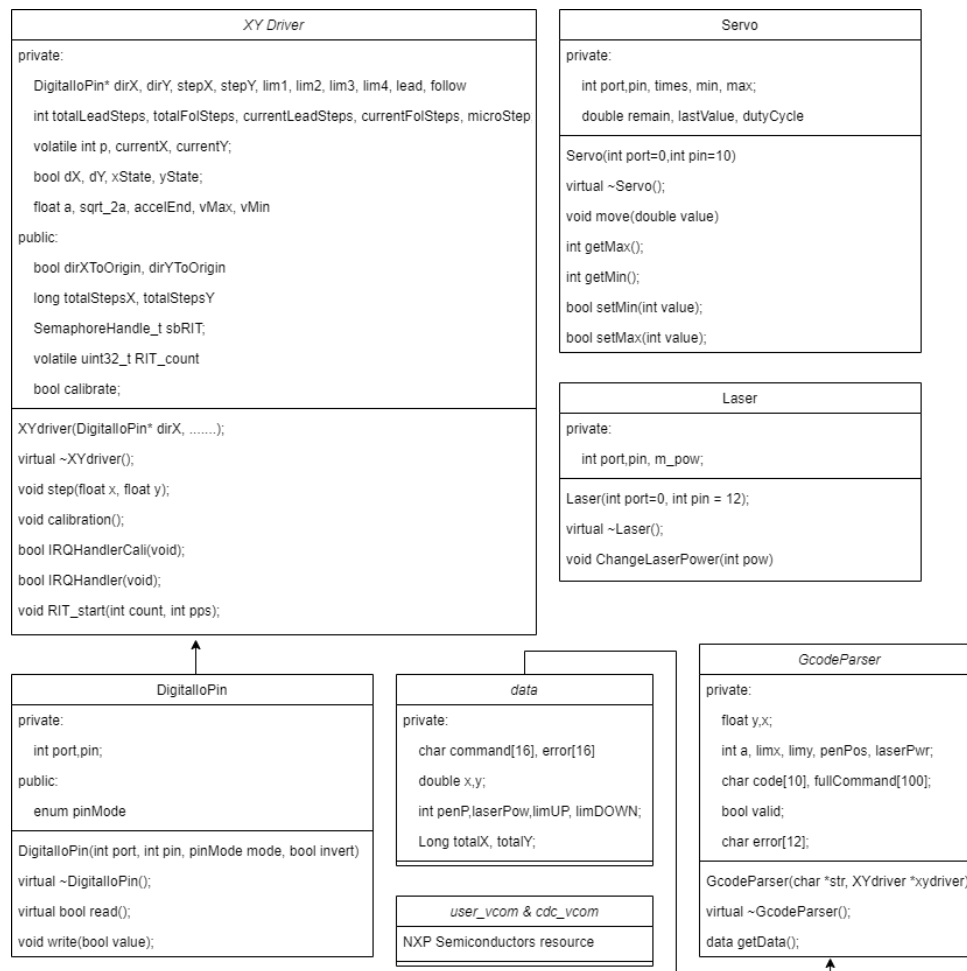 XY Driver
private:
DigitalIoPin* dirX, dirY, stepX, stepY, lim1, lim2, lim3, lim4, lead, follow
int totalLeadSteps, totalFolSteps, currentLeadSteps, currentFolSteps, microStep
volatile int p, currentX, currentY;
bool dX, dY, xState, yState;
float a, sqrt_2a, accelEnd, vMax, vMin
public:
bool dirXToOrigin, dirYToOrigin
long totalStepsX, totalStepsY
SemaphoreHandle_t sbRIT;
volatile uint32_t RIT_count
bool calibrate;
XYdriver(DigitalIoPin* dirX, .......);
virtual ~XYdriver();
void step(float x, float y);
void calibration();
bool IRQHandlerCali(void);
bool IRQHandler(void);
void RIT_start(int count, int pps);
Servo
private:
int port,pin, times, min, max;
double remain, lastValue, dutyCycle
Servo(int port=0,int pin=10)
virtual ~Servo();
void move(double value)
int getMax();
int getMin();
bool setMin(int value);
bool setMax(int value);
Laser
private:
int port,pin, m_pow;
Laser(int port=0, int pin = 12);
virtual ~Laser();
void ChangeLaserPower(int pow)
DigitalIoPin
private:
int port,pin;
public:
enum pinMode
DigitalIoPin(int port, int pin, pinMode mode, bool invert)
virtual ~DigitalIoPin();
virtual bool read();
void write(bool value);
data
private:
char command[16], error[16]
double x,y;
int penP,laserPow,limUP, limDOWN;
Long totalX, totalY;
user_vcom & cdc_vcom
NXP Semiconductors resource
GcodeParser
private:
float y,x;
int a, limx, limy, penPos, laserPwr;
char code[10], fullCommand[100];
bool valid;
char error[12];
GcodeParser(char *str, XYdriver *xydriver)
virtual ~GcodeParser();
data getData();